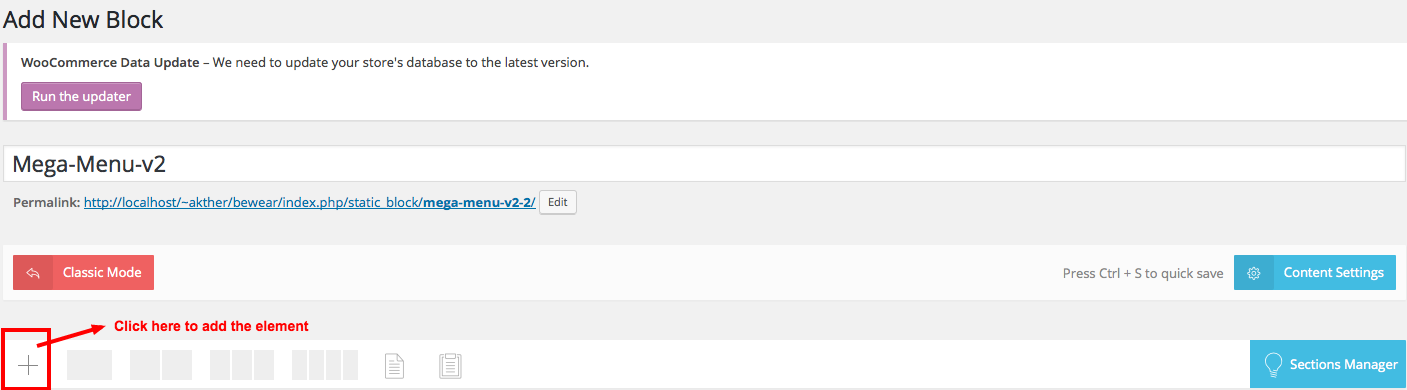 Add New Block
WooCommerce Data Update – We need to update your store's database to the latest version.
Run the updater
Mega-Menu-v2
Permalink: http://localhost/~akther/bewear/index.php/static_block/mega-menu-v2-2/ Edit
Classic Mode Press Ctrl + S to quick save Content Settings
Click here to add the element
Sections Manager